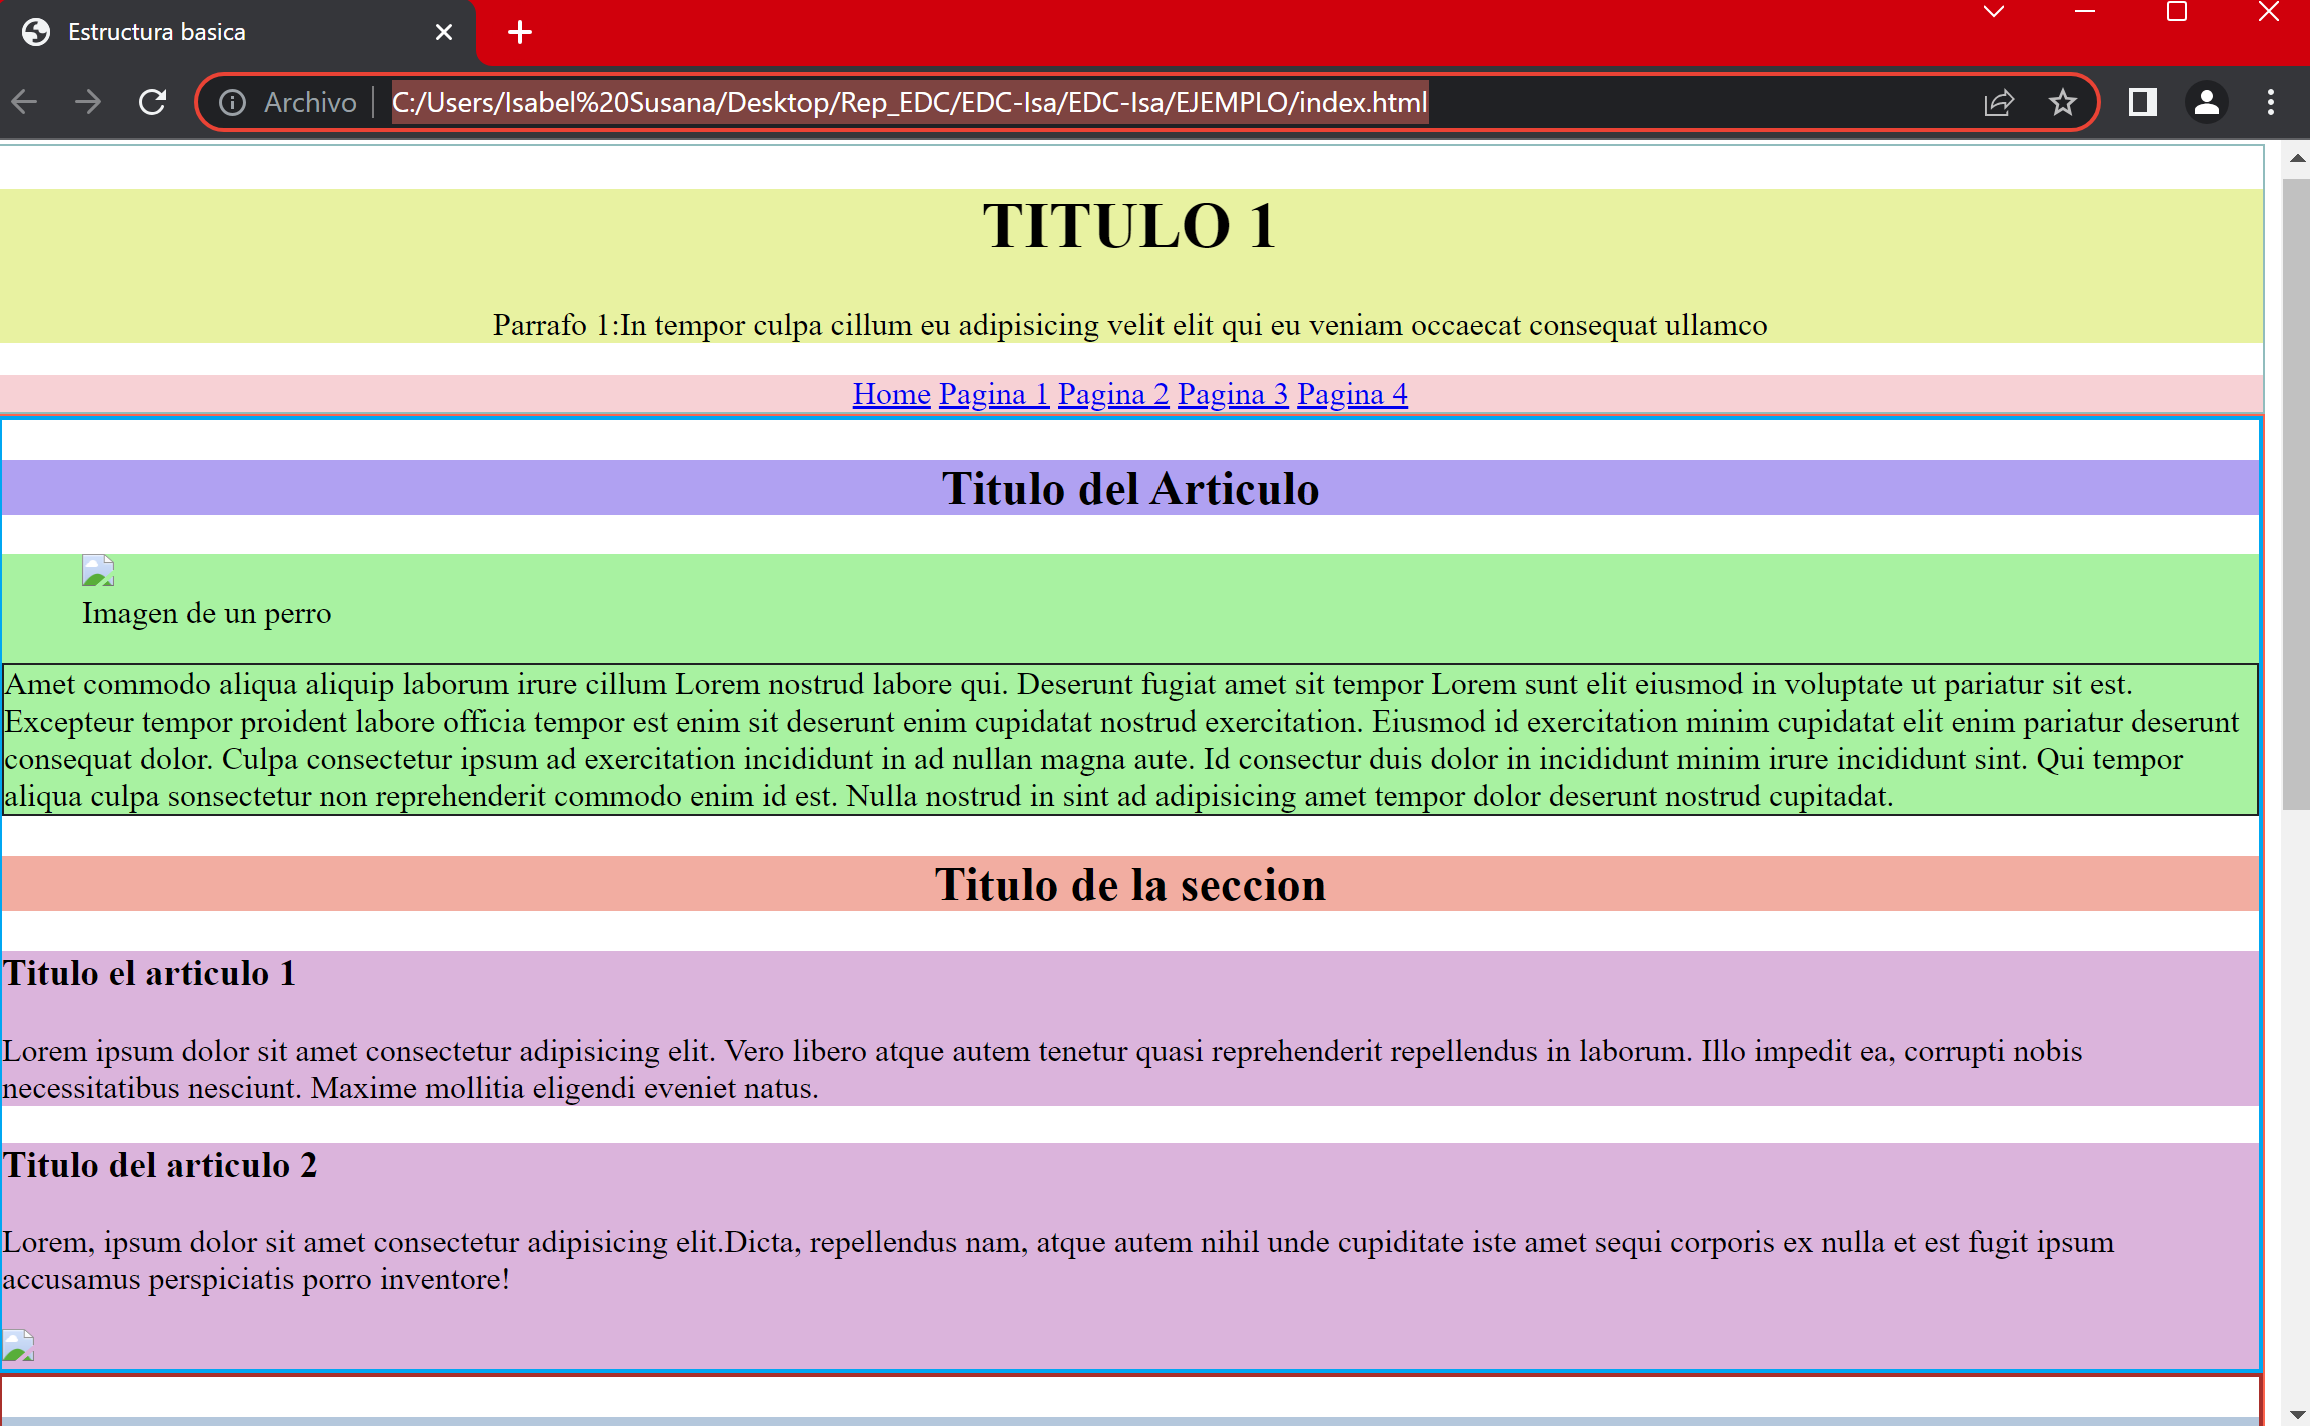 Estructura basica
Archivo C:/Users/Isabel%20Susana/Desktop/Rep_EDC/EDC-Isa/EDC-Isa/EJEMPLO/index.html
TITULO 1
Parrafo 1:In tempor culpa cillum eu adipisicing velit elit qui eu veniam occaecat consequat ullamco
Home Pagina 1 Pagina 2 Pagina 3 Pagina 4
Titulo del Articulo
Imagen de un perro
Amet commodo aliqua aliquip laborum irure cillum Lorem nostrud labore qui. Deserunt fugiat amet sit tempor Lorem sunt elit eiusmod in voluptate ut pariatur sit est.
Excepteur tempor proident labore officia tempor est enim sit deserunt enim cupidatat nostrud exercitation. Eiusmod id exercitation minim cupidatat elit enim pariatur deserunt
consequat dolor. Culpa consectetur ipsum ad exercitation incididunt in ad nullan magna aute. Id consectur duis dolor in incididunt minim irure incididunt sint. Qui tempor
aliqua culpa sonsectetur non reprehenderit commodo enim id est. Nulla nostrud in sint ad adipisicing amet tempor dolor deserunt nostrud cupitadat.
Titulo de la seccion
Titulo el articulo 1
Lorem ipsum dolor sit amet consectetur adipisicing elit. Vero libero atque autem tenetur quasi reprehenderit repellendus in laborum. Illo impedit ea, corrupti nobis
necessitatibus nesciunt. Maxime mollitia eligendi eveniet natus.
Titulo del articulo 2
Lorem, ipsum dolor sit amet consectetur adipisicing elit.Dicta, repellendus nam, atque autem nihil unde cupiditate iste amet sequi corporis ex nulla et est fugit ipsum
accusamus perspiciatis porro inventore!